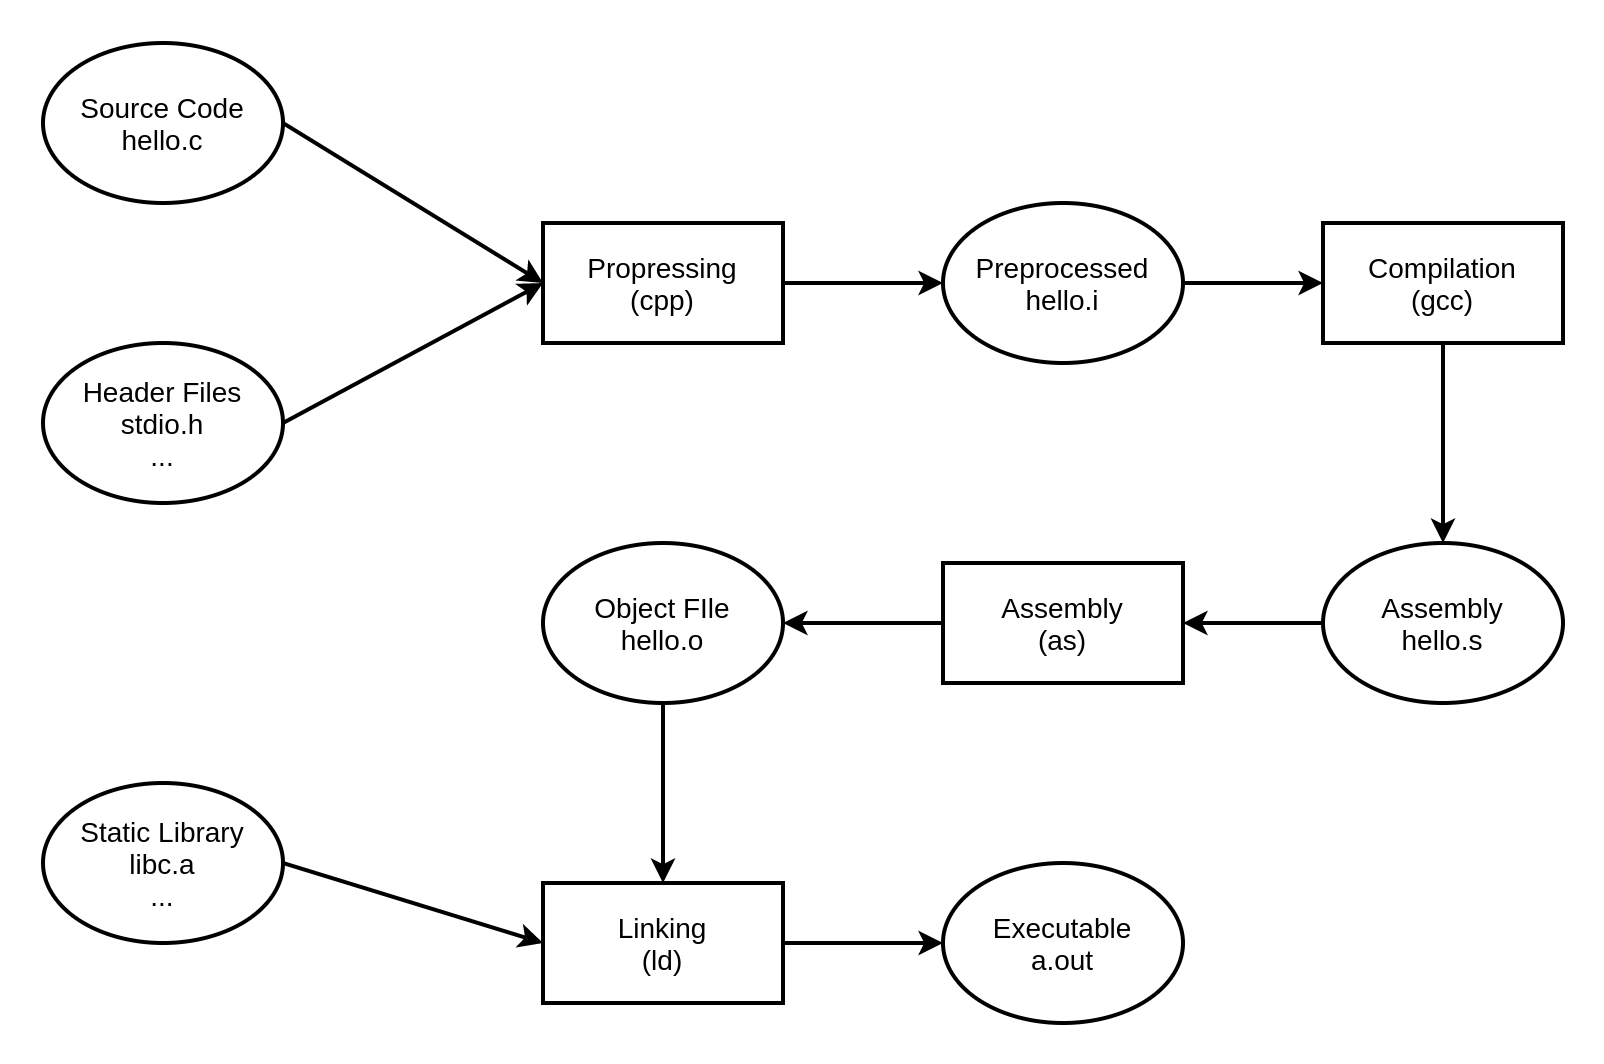 Source Code
hello.c
Header Files
stdio.h
...
Propressing
(cpp)
Preprocessed
hello.i
Compilation
(gcc)
Assembly
hello.s
Assembly
(as)
Object FIle
hello.o
Static Library
libc.a
...
Linking
(ld)
Executable
a.out